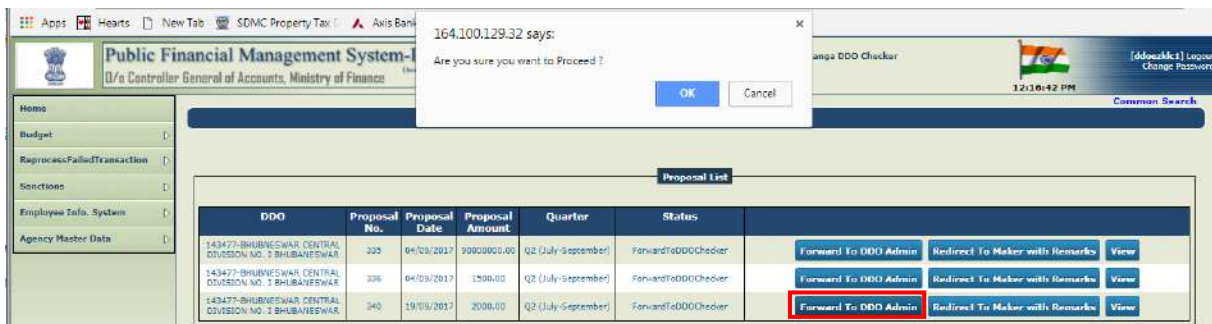 Apps Hearts New Tab SDMC Property Tax Axis Bank
164.100.129.32 says:
Are you sure you want to Proceed ?
OK Cancel
Public Financial Management System-
O/o Controller General of Accounts, Ministry of Finance
anga DDO Checker
12:16:42 PM
[ddoozklc1] Logou
Change Password
Common Search
Home
Budget
ReprocessFailedTransaction
Sanctions
Employee Info. System
Agency Master Data
Proposal List
DDO Proposal No. Proposal Date Proposal Amount Quarter Status
143477-BHUBNESWAR CENTRAL DIVISION NO. I BHUBANESWAR 335 04/09/2017 90000000.00 Q2 (July-September) ForwardToDDOChecker Forward To DDO Admin Redirect To Maker with Remarks View
143477-BHUBNESWAR CENTRAL DIVISION NO. I BHUBANESWAR 336 04/09/2017 1500.00 Q2 (July-September) ForwardToDDOChecker Forward To DDO Admin Redirect To Maker with Remarks View
143477-BHUBNESWAR CENTRAL DIVISION NO. I BHUBANESWAR 340 19/09/2017 2000.00 Q2 (July-September) ForwardToDDOChecker Forward To DDO Admin Redirect To Maker with Remarks View